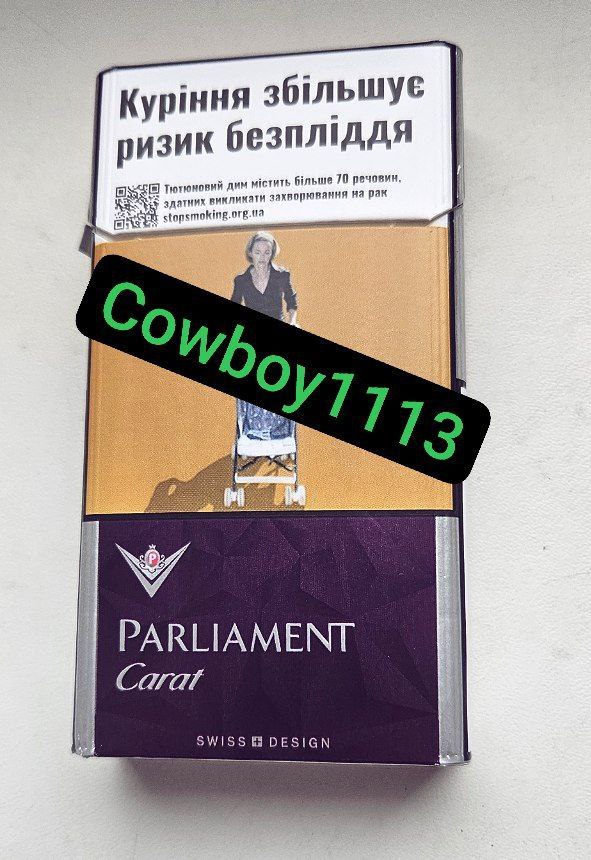 Куріння збільшує
ризик безпліддя
Тютюновий дим містить більше 70 речовин,
здатних викликати захворювання на рак
stopsmoking.org.ua
Cowboy1113
P
PARLIAMENT
Carat
SWISS DESIGN